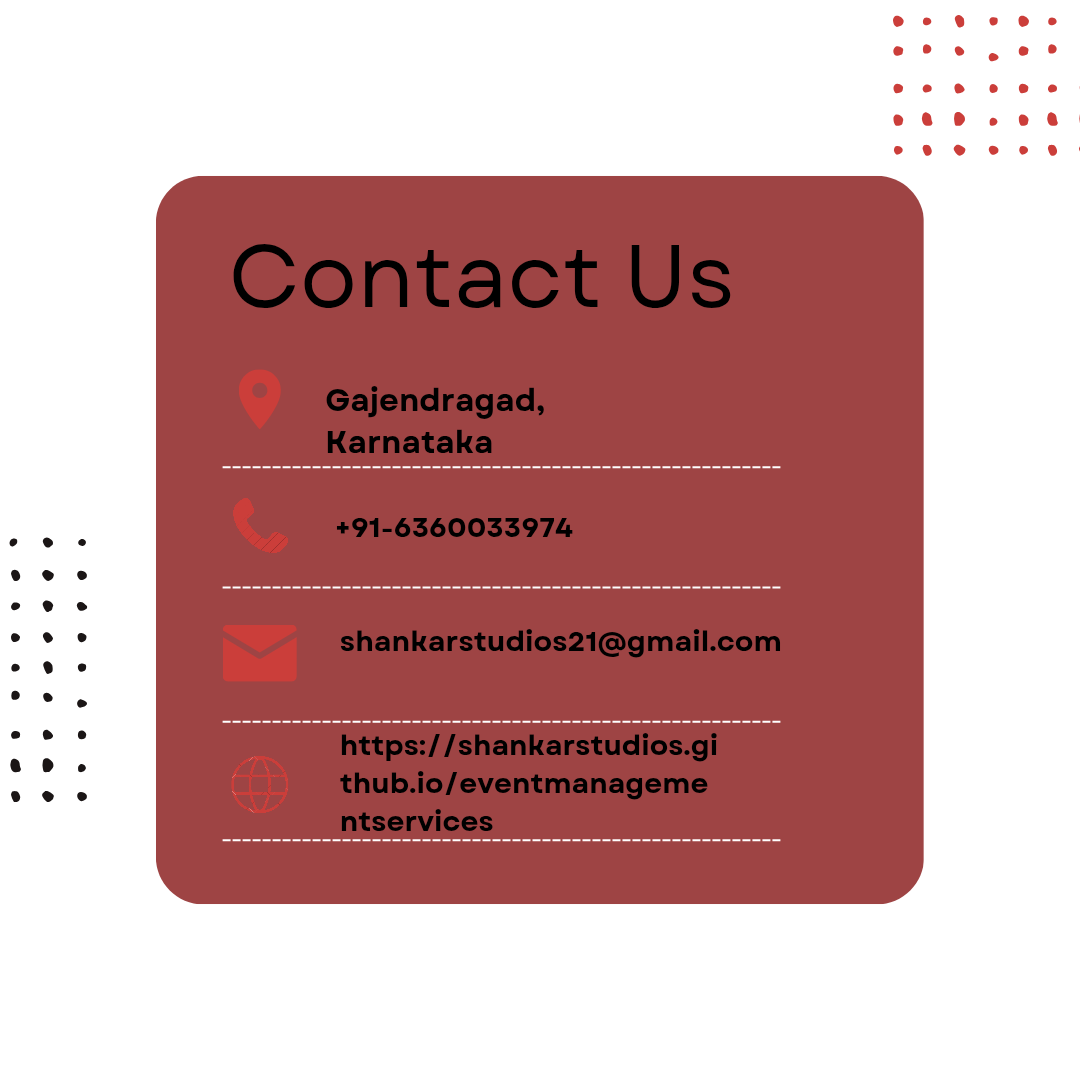 Contact Us
Gajendragad,
Karnataka
+91-6360033974
shankarstudios21@gmail.com
https://shankarstudios.gi
thub.io/eventmanageme
ntservices